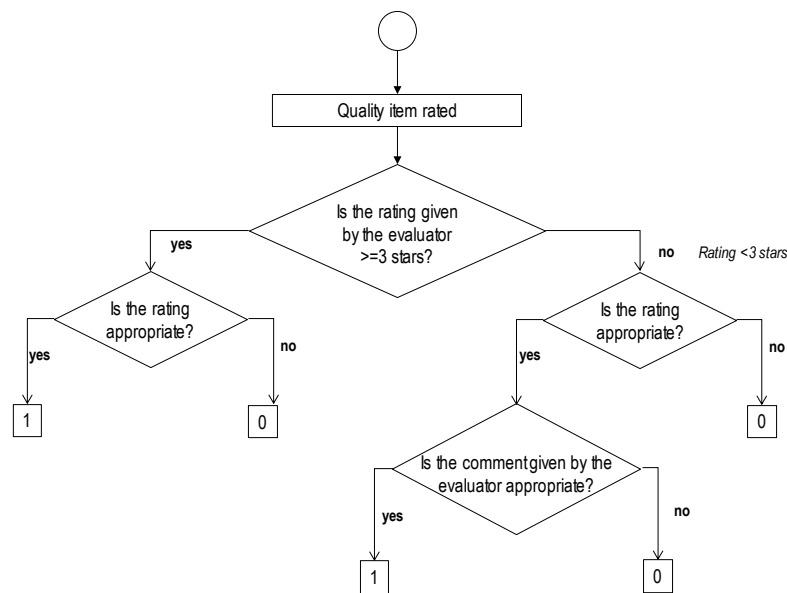 Quality item rated
Is the rating given
by the evaluator
>=3 stars?
yes
no
Rating <3 stars
Is the rating
appropriate?
Is the rating
appropriate?
yes
no
yes
no
1
0
0
Is the comment given by the
evaluator appropriate?
yes
no
1
0